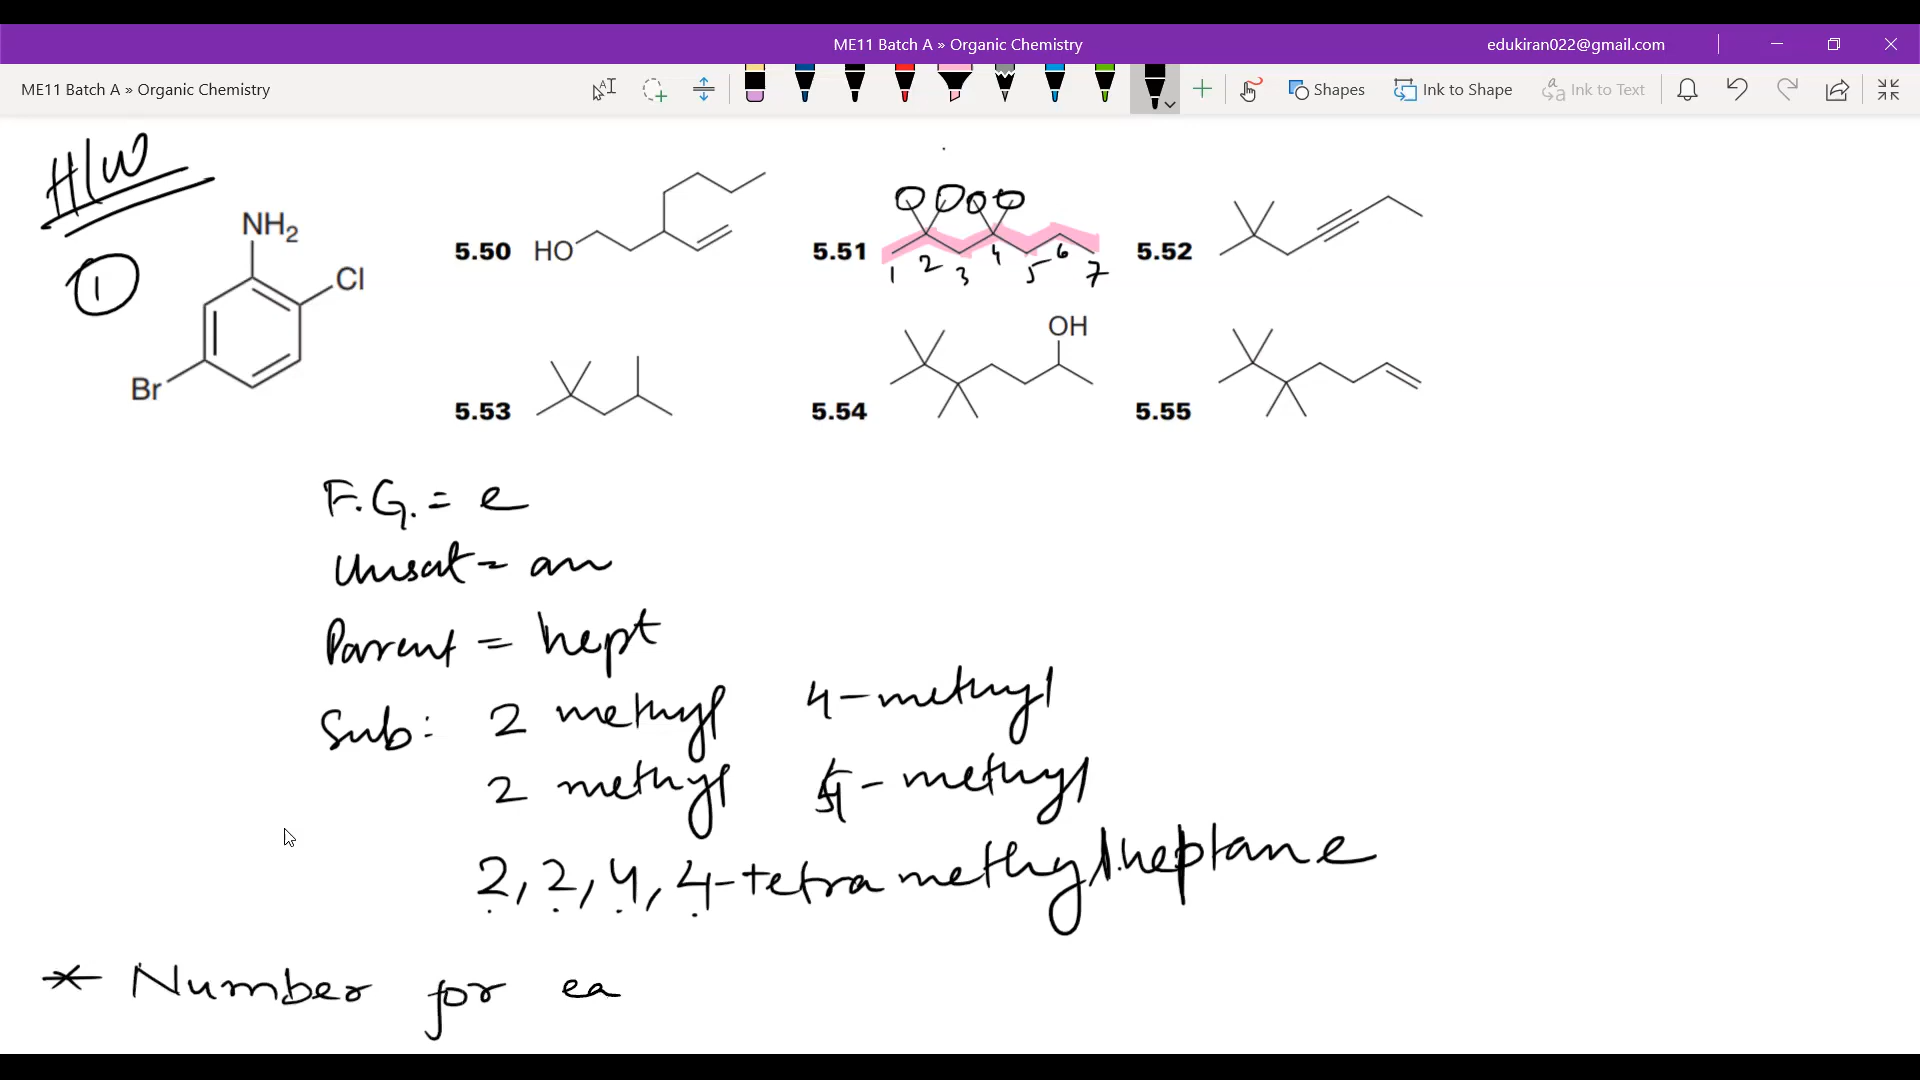 ME11 Batch A » Organic Chemistry
edukiran022@gmail.com
ME11 Batch A » Organic Chemistry
Shapes
Ink to Shape
Ink to Text
H/W
1
NH2
Cl
Br
5.50 HO
5.51
1 2 3 4 5 6 7
5.52
5.53
5.54 OH
5.55
F.G. = e
Unsat = an
Parent = hept
Sub: 2 methyl 4-methyl
2 methyl 4-methyl
2, 2, 4, 4-tetramethylheptane
* Number for ea